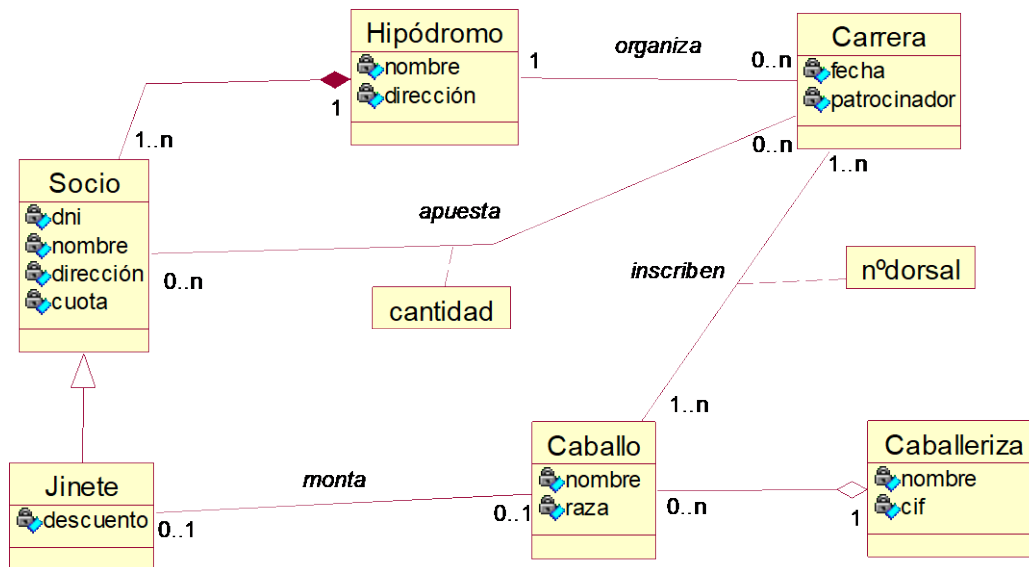 Hipódromo
nombre
dirección
1
organiza
0..n
Carrera
fecha
patrocinador
1
1..n
0..n
1..n
Socio
dni
nombre
dirección
cuota
0..n
apuesta
cantidad
inscriben
nºdorsal
1..n
Jinete
descuento
0..1
monta
0..1
Caballo
nombre
raza
0..n
1
Caballeriza
nombre
cif